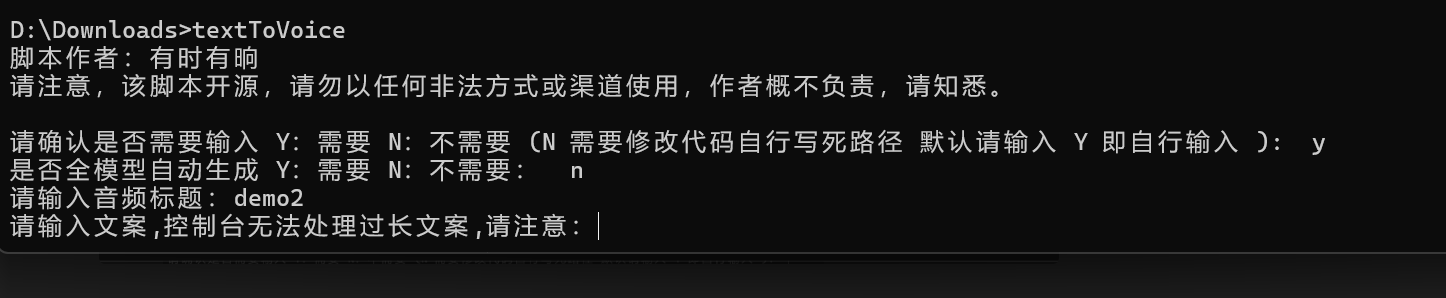 D:\Downloads>textToVoice
脚本作者：有时有晌
请注意，该脚本开源，请勿以任何非法方式或渠道使用，作者概不负责，请知悉。
请确认是否需要输入 Y：需要 N：不需要 (N 需要修改代码自行写死路径 默认请输入 Y 即自行输入 ):  y
是否全模型自动生成 Y：需要 N：不需要：  n
请输入音频标题：demo2
请输入文案,控制台无法处理过长文案,请注意：